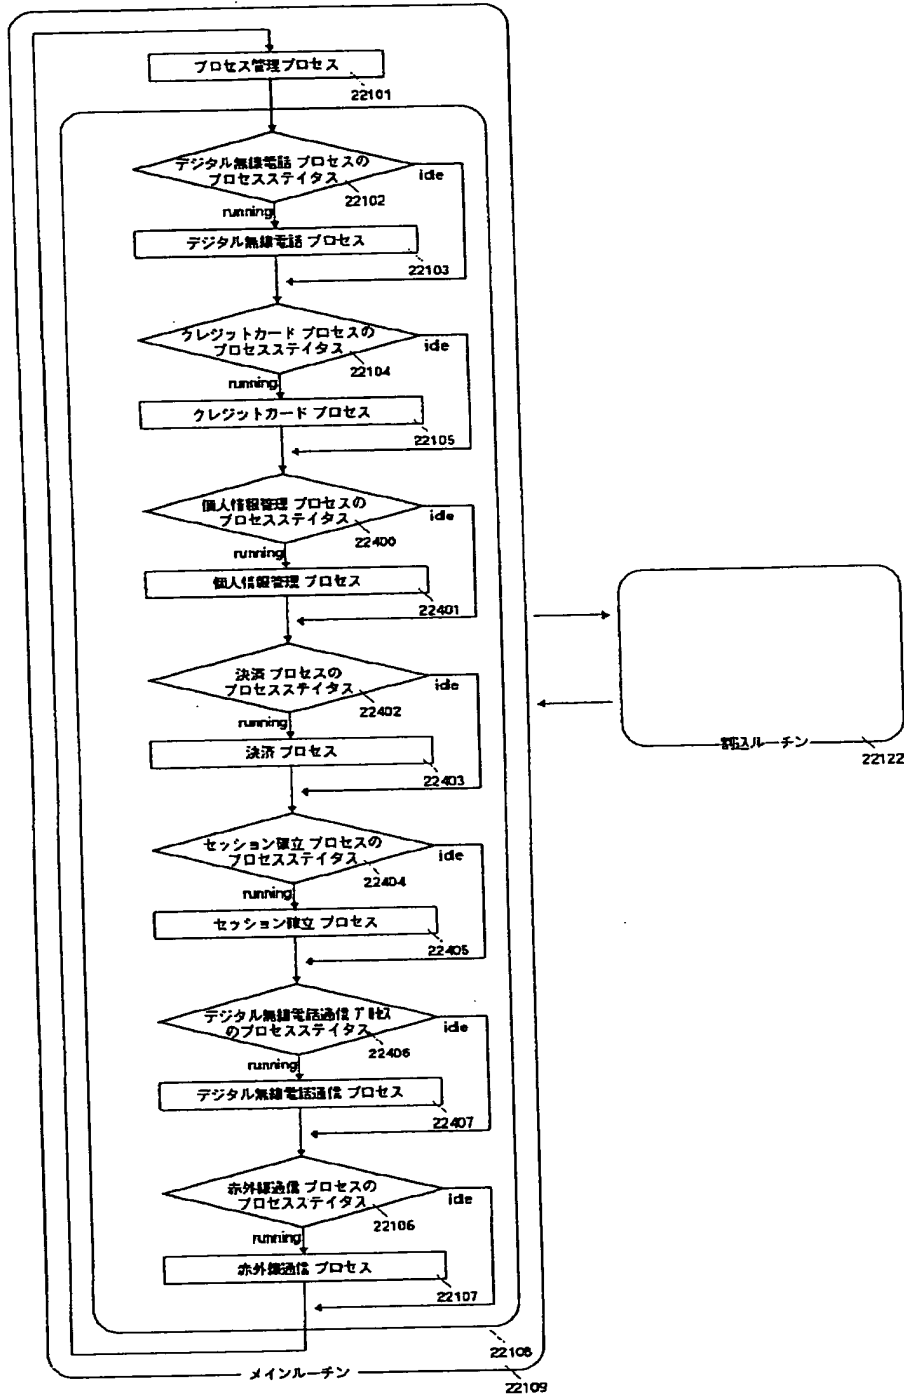 プロセス管理プロセス
22101
デジタル無線電話 プロセスの
プロセスステイタス
idle
22102
running
デジタル無線電話 プロセス
22103
クレジットカード プロセスの
プロセスステイタス
idle
22104
running
クレジットカード プロセス
22105
個人情報管理 プロセスの
プロセスステイタス
idle
22400
running
個人情報管理 プロセス
22401
決済 プロセスの
プロセスステイタス
idle
22402
running
決済 プロセス
22403
割込ルーチン
22122
セッション確立 プロセスの
プロセスステイタス
idle
22404
running
セッション確立 プロセス
22405
デジタル無線電話通信 プロセス
のプロセスステイタス
idle
22406
running
デジタル無線電話通信 プロセス
22407
赤外線通信 プロセスの
プロセスステイタス
idle
22106
running
赤外線通信 プロセス
22107
22108
メインルーチン
22109